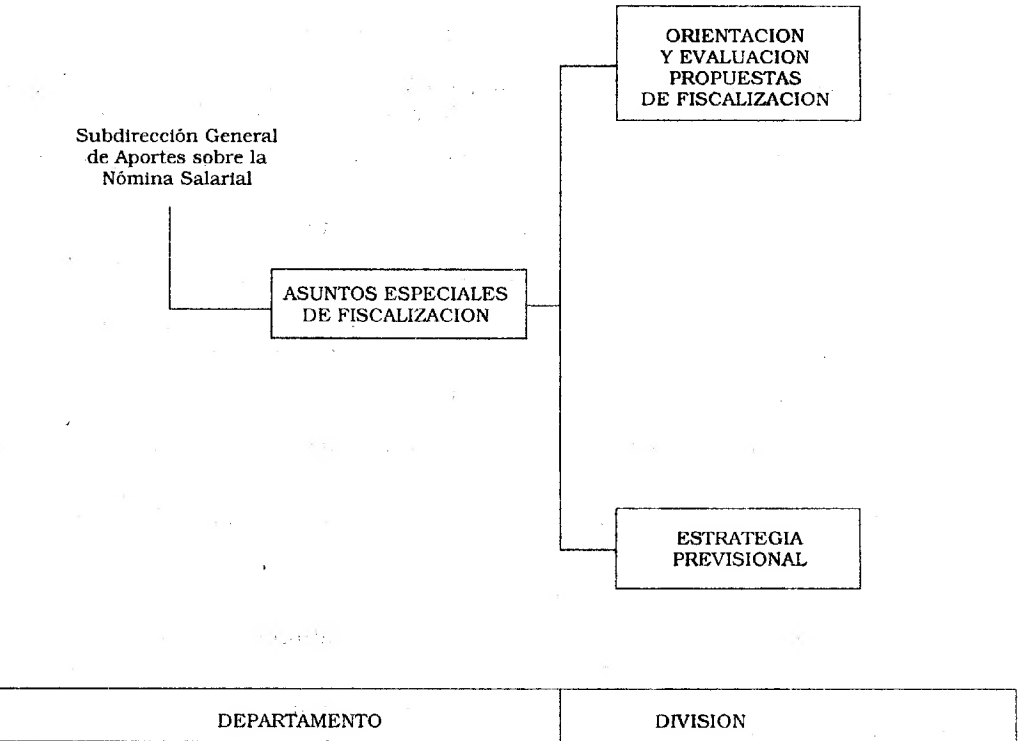 ORIENTACION
Y EVALUACION
PROPUESTAS
DE FISCALIZACION
Subdirección General
de Aportes sobre la
Nómina Salarial
ASUNTOS ESPECIALES
DE FISCALIZACION
ESTRATEGIA
PREVISIONAL
DEPARTAMENTO
DIVISION